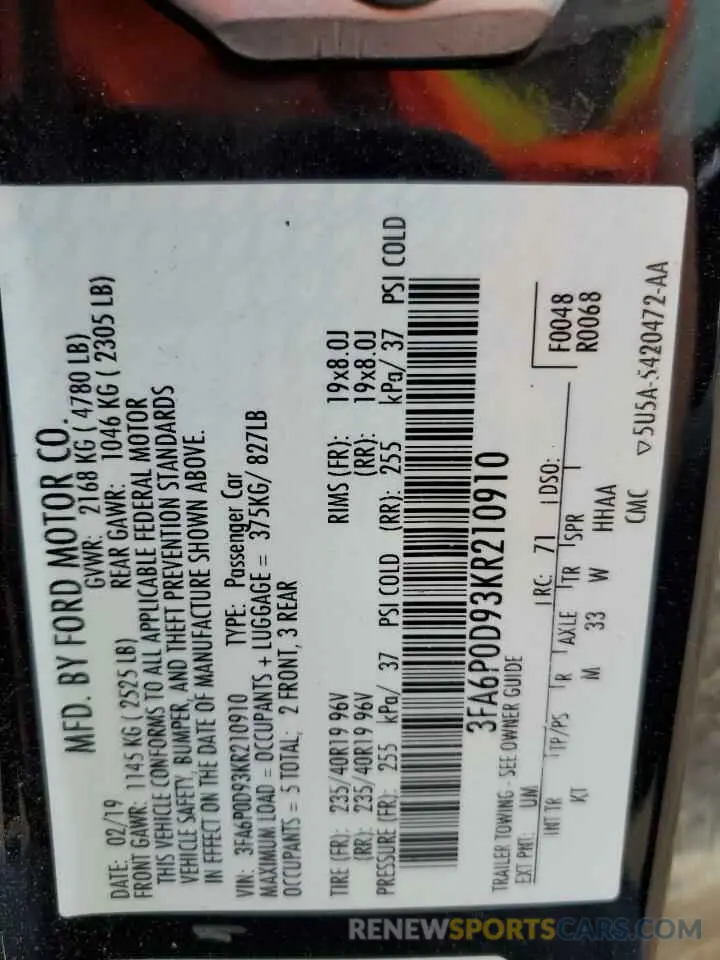 MFD. BY FORD MOTOR CO.
DATE: 02/19 GVWR: 2168 KG ( 4780 LB)
FRONT GAWR: 1145 KG ( 2525 LB) REAR GAWR: 1046 KG ( 2305 LB)
THIS VEHICLE CONFORMS TO ALL APPLICABLE FEDERAL MOTOR
VEHICLE SAFETY, BUMPER, AND THEFT PREVENTION STANDARDS
IN EFFECT ON THE DATE OF MANUFACTURE SHOWN ABOVE.
VIN: 3FA6P0D93KR210910 TYPE: Passenger Car
MAXIMUM LOAD = OCCUPANTS + LUGGAGE = 375KG/ 827LB
OCCUPANTS = 5 TOTAL; 2 FRONT, 3 REAR
TIRE (FR): 235/40R19 96V RIMS (FR): 19x8.0J
(RR): 235/40R19 96V (RR): 19x8.0J
PRESSURE (FR): 255 kPa/ 37 PSI COLD (RR): 255 kPa/ 37 PSI COLD
3FA6P0D93KR210910
TRAILER TOWING - SEE OWNER GUIDE
EXT PNT: UM RC: 71 DSO: F0048
R0068
INT TR TP/PS R AXLE TR SPR
KT M 33 W HHAA
CMC ▽5U5A-5420472-AA
RENEWSPORTSCARS.COM